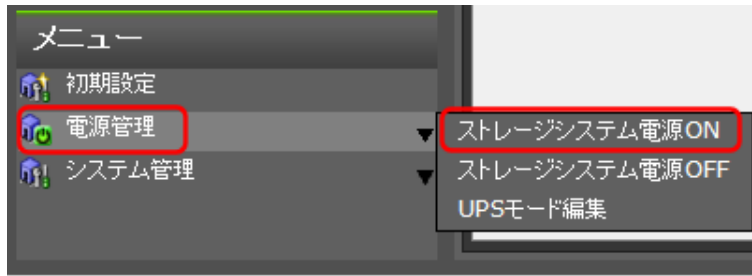 メニュー
初期設定
電源管理
システム管理
ストレージシステム電源ON
ストレージシステム電源OFF
UPSモード編集